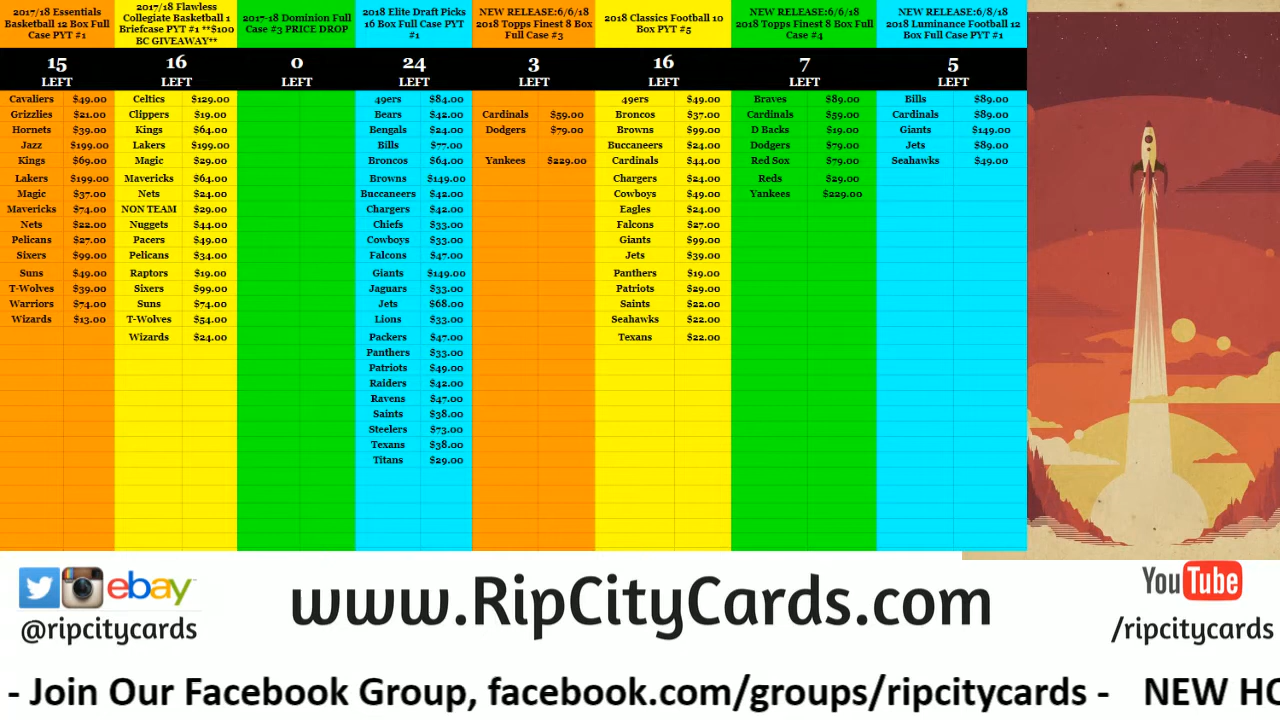 2017/18 Essentials
Basketball 12 Box Full
Case PYT #1
15
LEFT
Cavaliers $49.00
Grizzlies $21.00
Hornets $39.00
Jazz $199.00
Kings $69.00
Lakers $199.00
Magic $37.00
Mavericks $74.00
Nets $22.00
Pelicans $27.00
Sixers $99.00
Suns $49.00
T-Wolves $39.00
Warriors $74.00
Wizards $13.00
2017/18 Flawless
Collegiate Basketball 1
Briefcase PYT #1 **$100
BC GIVEAWAY**
16
LEFT
Celtics $129.00
Clippers $19.00
Kings $64.00
Lakers $199.00
Magic $29.00
Mavericks $64.00
Nets $24.00
NON TEAM $29.00
Nuggets $44.00
Pacers $49.00
Pelicans $34.00
Raptors $19.00
Sixers $99.00
Suns $74.00
T-Wolves $54.00
Wizards $24.00
2017-18 Dominion Full
Case #3 PRICE DROP
0
LEFT
2018 Elite Draft Picks
16 Box Full Case PYT
#1
24
LEFT
49ers $84.00
Bears $42.00
Bengals $24.00
Bills $77.00
Broncos $64.00
Browns $149.00
Buccaneers $42.00
Chargers $42.00
Chiefs $33.00
Cowboys $33.00
Falcons $47.00
Giants $149.00
Jaguars $33.00
Jets $68.00
Lions $33.00
Packers $47.00
Panthers $33.00
Patriots $49.00
Raiders $42.00
Ravens $47.00
Saints $38.00
Steelers $73.00
Texans $38.00
Titans $29.00
NEW RELEASE:6/6/18
2018 Topps Finest 8 Box
Full Case #3
3
LEFT
Cardinals $59.00
Dodgers $79.00
Yankees $229.00
2018 Classics Football 10
Box PYT #5
16
LEFT
49ers $49.00
Broncos $37.00
Browns $99.00
Buccaneers $24.00
Cardinals $44.00
Chargers $24.00
Cowboys $49.00
Eagles $24.00
Falcons $27.00
Giants $99.00
Jets $39.00
Panthers $19.00
Patriots $29.00
Saints $22.00
Seahawks $22.00
Texans $22.00
NEW RELEASE:6/6/18
2018 Topps Finest 8 Box Full
Case #4
7
LEFT
Braves $89.00
Cardinals $59.00
D Backs $19.00
Dodgers $79.00
Red Sox $79.00
Reds $29.00
Yankees $229.00
NEW RELEASE:6/8/18
2018 Luminance Football 12
Box Full Case PYT #1
5
LEFT
Bills $89.00
Cardinals $89.00
Giants $149.00
Jets $89.00
Seahawks $49.00
ebay
@ripcitycards
www.RipCityCards.com
YouTube
/ripcitycards
- Join Our Facebook Group, facebook.com/groups/ripcitycards - NEW HO